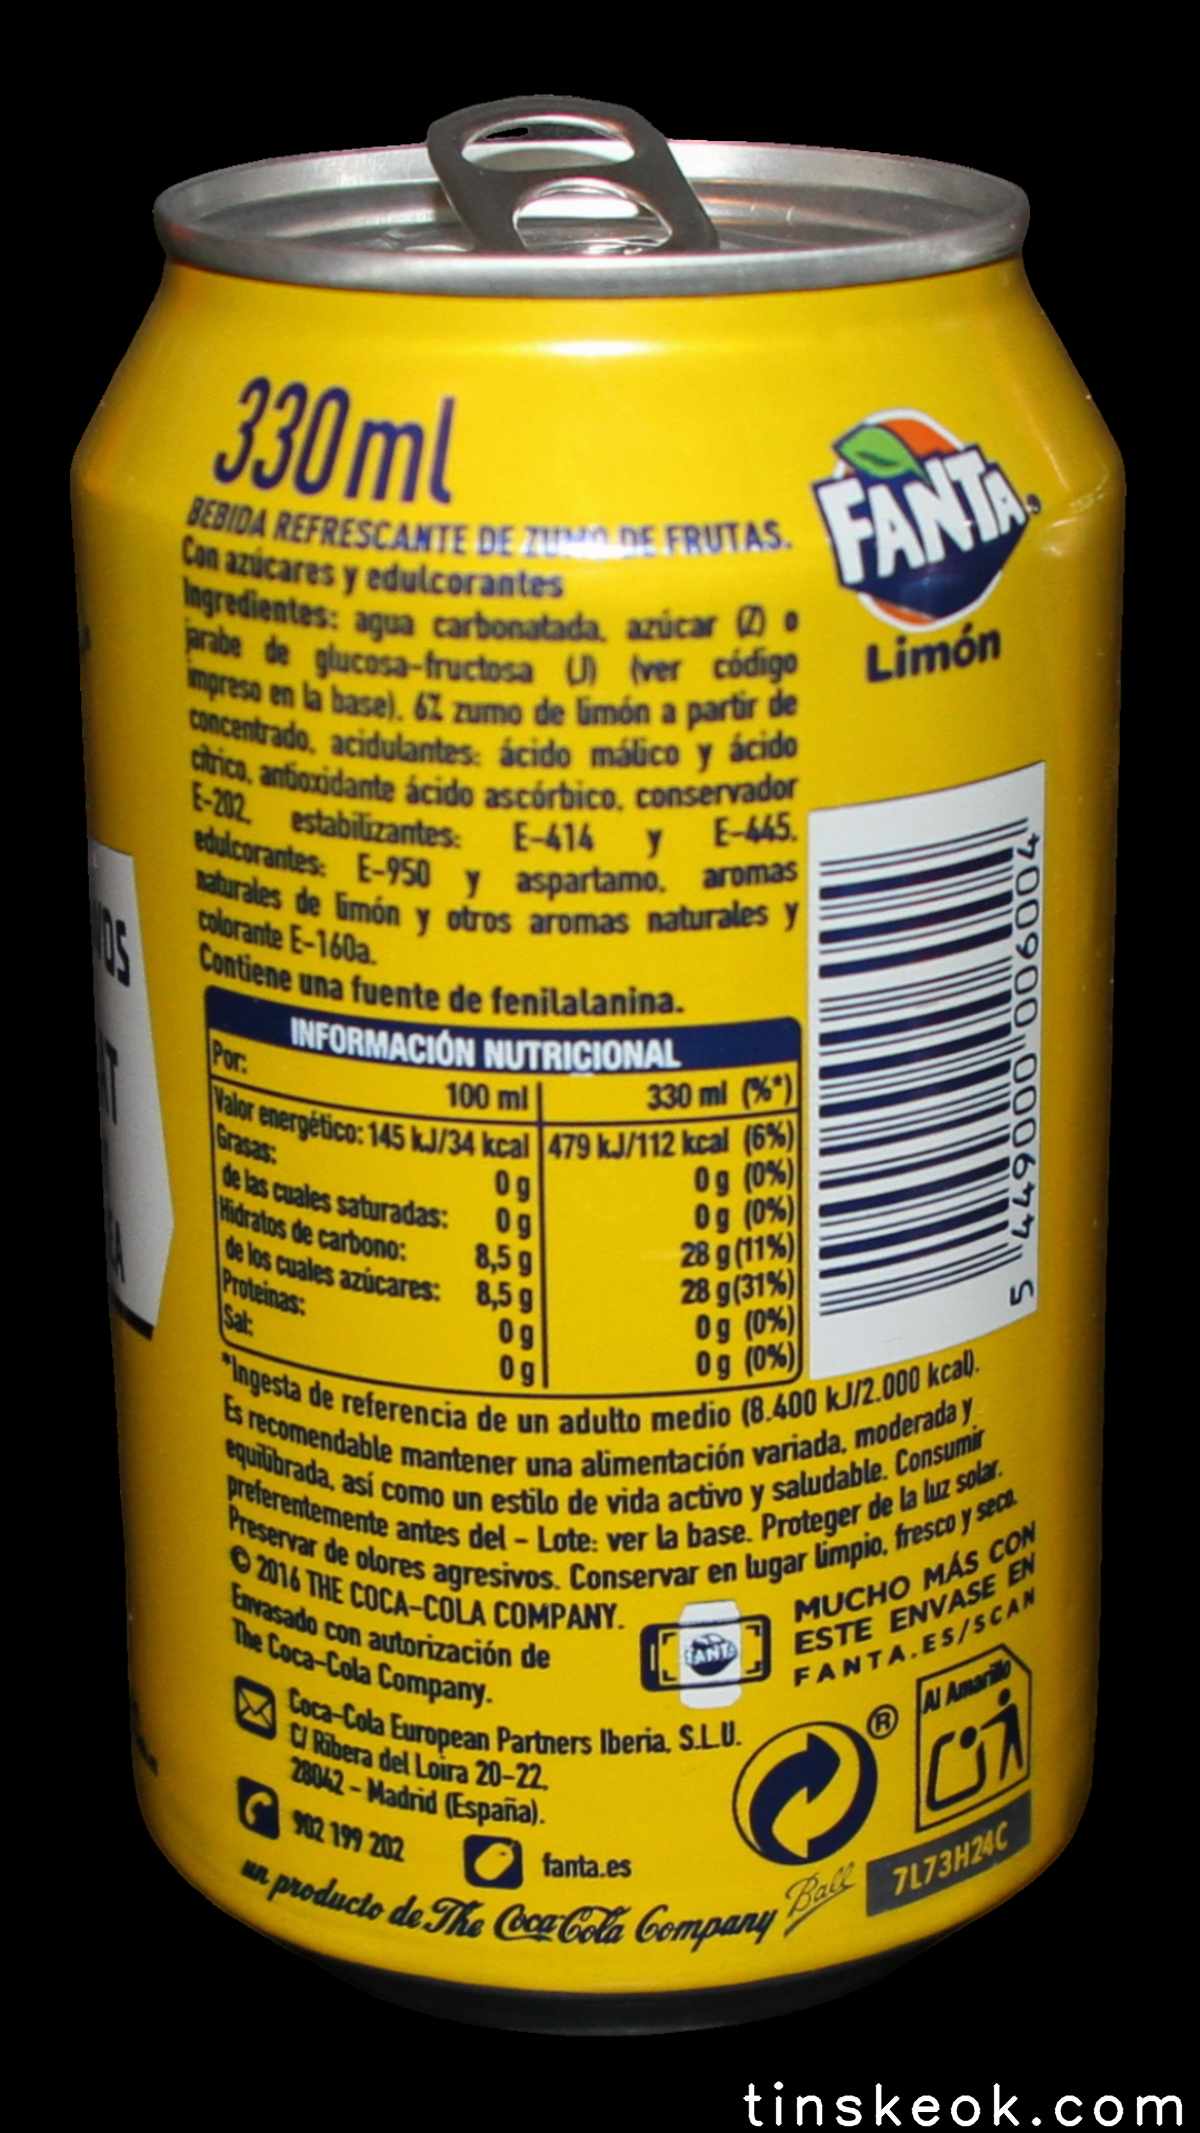 330ml
BEBIDA REFRESCANTE DE ZUMO DE FRUTAS.
Con azúcares y edulcorantes
Ingredientes: agua carbonatada, azúcar (Z) o
jarabe de glucosa-fructosa (J) (ver código
impreso en la base), 6% zumo de limón a partir de
concentrado, acidulantes: ácido málico y ácido
cítrico, antioxidante ácido ascórbico, conservador
E-202, estabilizantes: E-414 y E-445,
edulcorantes: E-950 y aspartamo, aromas
naturales de limón y otros aromas naturales y
colorante E-160a.
Contiene una fuente de fenilalanina.
INFORMACIÓN NUTRICIONAL
Por: 100 ml 330 ml (%*)
Valor energético: 145 kJ/34 kcal 479 kJ/112 kcal (6%)
Grasas: 0 g 0 g (0%)
de las cuales saturadas: 0 g 0 g (0%)
Hidratos de carbono: 8,5 g 28 g (11%)
de los cuales azúcares: 8,5 g 28 g (31%)
Proteínas: 0 g 0 g (0%)
Sal: 0 g 0 g (0%)
*Ingesta de referencia de un adulto medio (8.400 kJ/2.000 kcal).
Es recomendable mantener una alimentación variada, moderada y
equilibrada, así como un estilo de vida activo y saludable. Consumir
preferentemente antes del - Lote: ver la base. Proteger de la luz solar.
Preservar de olores agresivos. Conservar en lugar limpio, fresco y seco.
© 2016 THE COCA-COLA COMPANY.
Envasado con autorización de
The Coca-Cola Company.
Coca-Cola European Partners Iberia, S.L.U.
C/ Ribera del Loira 20-22,
28042 - Madrid (España).
902 199 202
fanta.es
un producto de The Coca-Cola Company
FANTA
Limón
5 449000 006004
MUCHO MÁS CON
ESTE ENVASE EN
FANTA.ES/SCAN
FANTA
®
Al Amarillo
Ball
7L73H24C
tinskeok.com